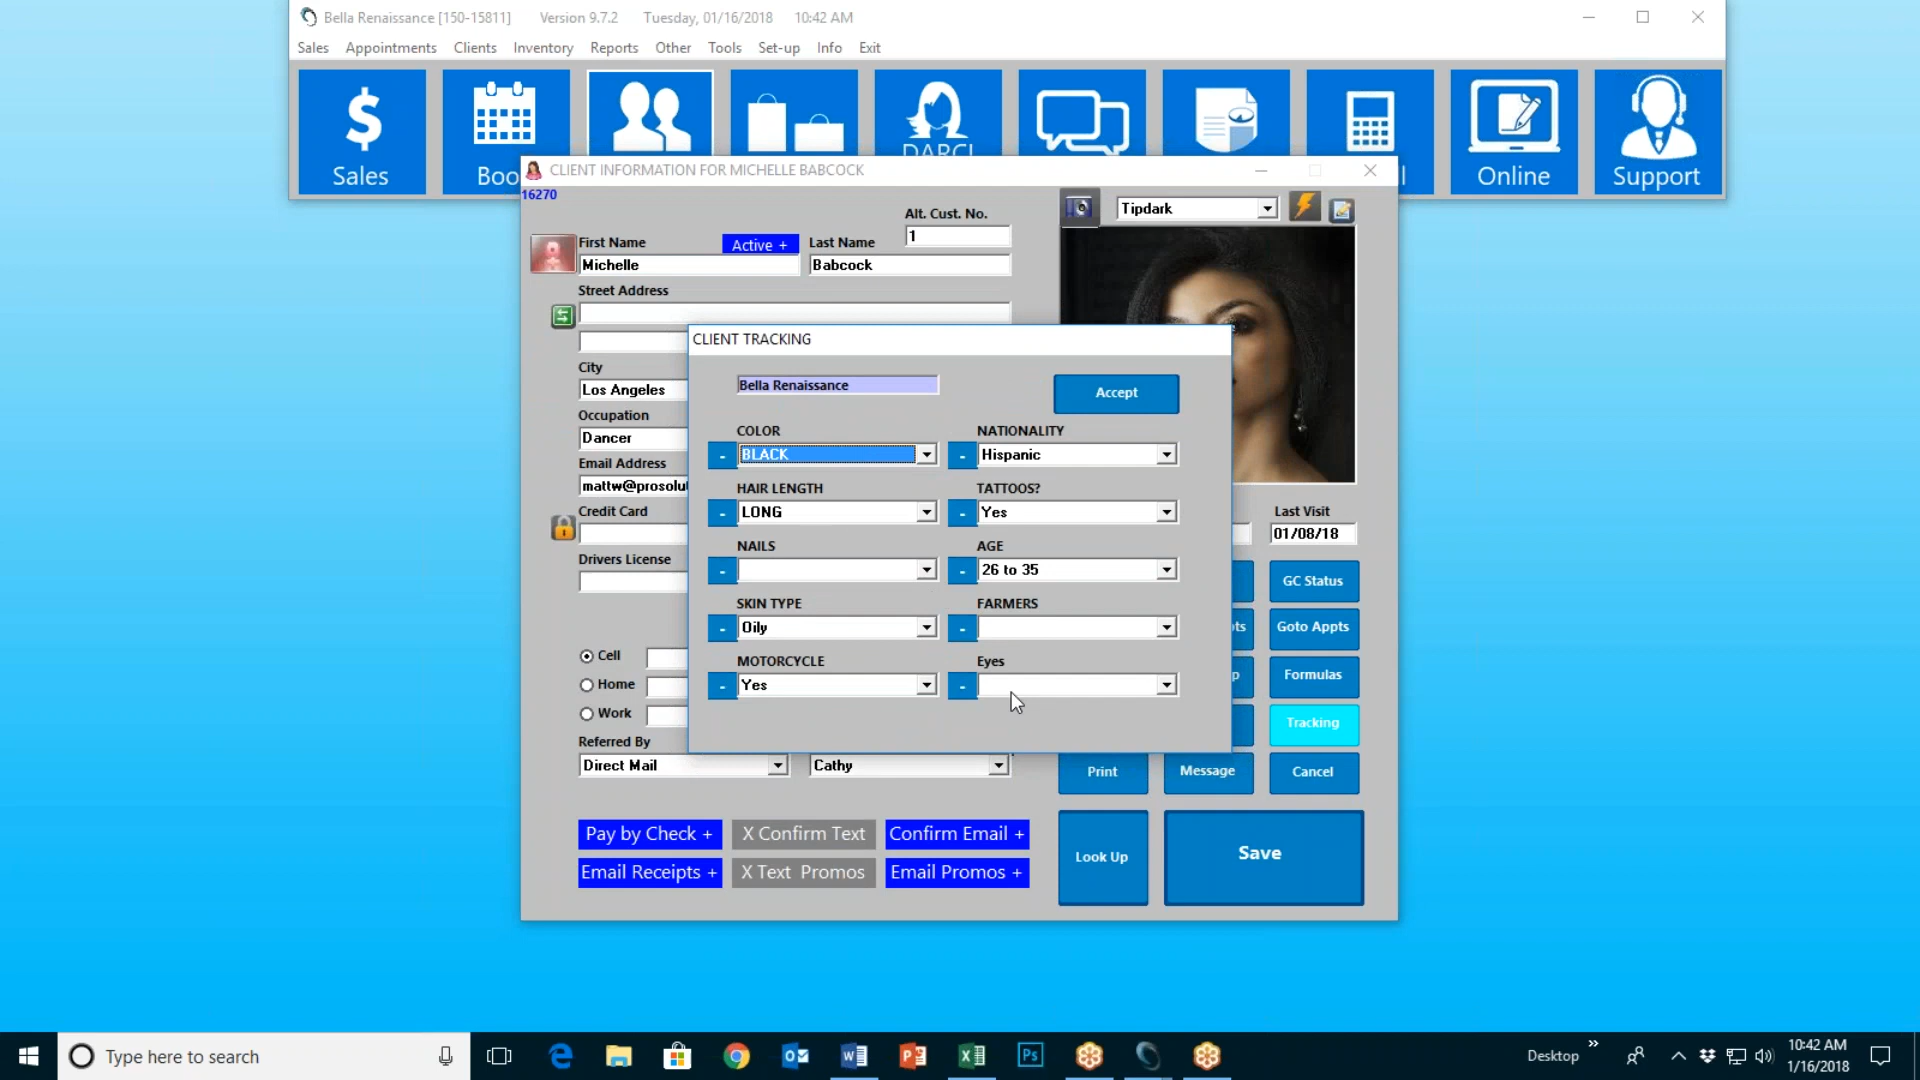 Bella Renaissance [150-15811] Version 9.7.2 Tuesday, 01/16/2018 10:42 AM
Sales Appointments Clients Inventory Reports Other Tools Set-up Info Exit
Sales
Boo
DARCI
Online
Support
CLIENT INFORMATION FOR MICHELLE BABCOCK
16270
Alt. Cust. No.
1
Tipdark
First Name
Active +
Last Name
Michelle
Babcock
Street Address
City
Los Angeles
Occupation
Dancer
Email Address
mattw@prosolu
Credit Card
Drivers License
Cell
Home
Work
Referred By
Direct Mail
Cathy
CLIENT TRACKING
Bella Renaissance
Accept
COLOR
- BLACK
NATIONALITY
- Hispanic
HAIR LENGTH
- LONG
TATTOOS?
- Yes
NAILS
-
AGE
- 26 to 35
SKIN TYPE
- Oily
FARMERS
-
MOTORCYCLE
- Yes
Eyes
-
Last Visit
01/08/18
GC Status
ts
Goto Appts
p
Formulas
Tracking
Print
Message
Cancel
Pay by Check +
X Confirm Text
Confirm Email +
Email Receipts +
X Text Promos
Email Promos +
Look Up
Save
Type here to search
Ps
Desktop
10:42 AM
1/16/2018